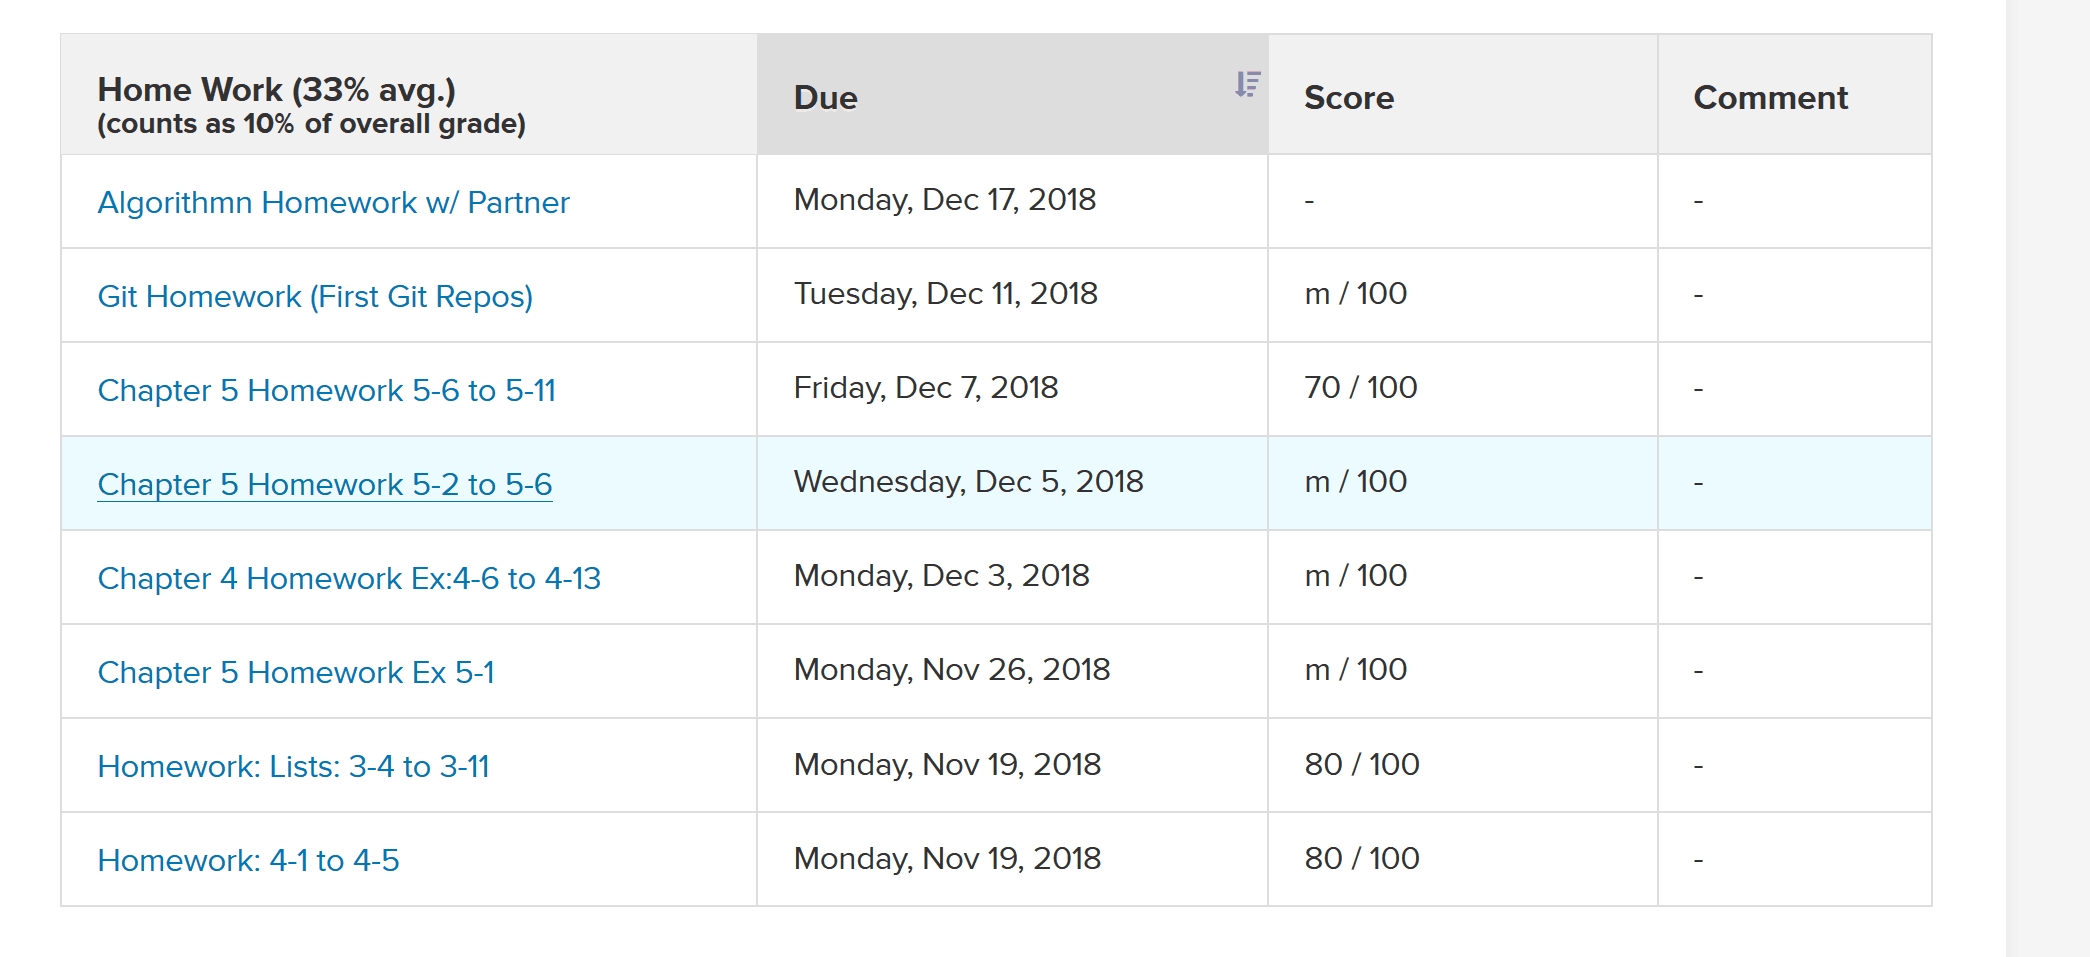 Home Work (33% avg.)
(counts as 10% of overall grade)
Due
Score
Comment
Algorithmn Homework w/ Partner
Monday, Dec 17, 2018
-
-
Git Homework (First Git Repos)
Tuesday, Dec 11, 2018
m / 100
-
Chapter 5 Homework 5-6 to 5-11
Friday, Dec 7, 2018
70 / 100
-
Chapter 5 Homework 5-2 to 5-6
Wednesday, Dec 5, 2018
m / 100
-
Chapter 4 Homework Ex:4-6 to 4-13
Monday, Dec 3, 2018
m / 100
-
Chapter 5 Homework Ex 5-1
Monday, Nov 26, 2018
m / 100
-
Homework: Lists: 3-4 to 3-11
Monday, Nov 19, 2018
80 / 100
-
Homework: 4-1 to 4-5
Monday, Nov 19, 2018
80 / 100
-